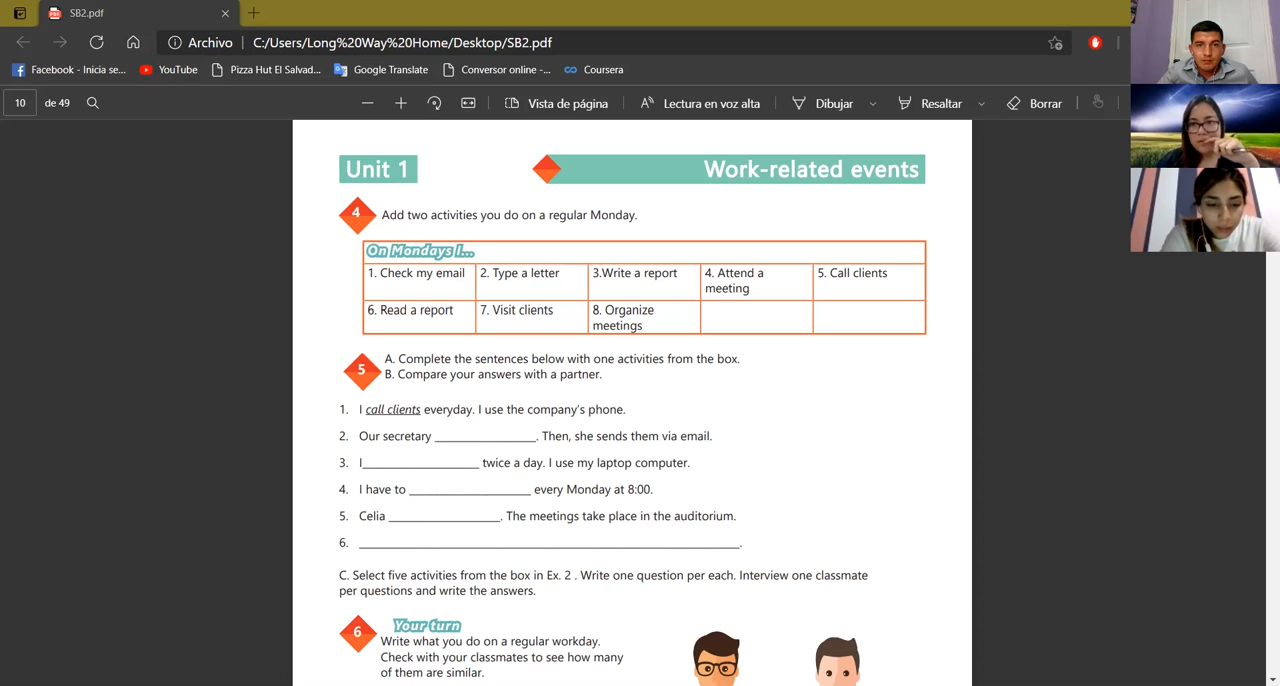 SB2.pdf
Archivo C:/Users/Long%20Way%20Home/Desktop/SB2.pdf
Facebook - Inicia se... YouTube Pizza Hut El Salvad... Google Translate Conversor online -... Coursera
10 de 49 Vista de página Lectura en voz alta Dibujar Resaltar Borrar
Unit 1 Work-related events
4 Add two activities you do on a regular Monday.
On Mondays I...
1. Check my email 2. Type a letter 3.Write a report 4. Attend a meeting 5. Call clients
6. Read a report 7. Visit clients 8. Organize meetings
5 A. Complete the sentences below with one activities from the box.
B. Compare your answers with a partner.
1. I call clients everyday. I use the company's phone.
2. Our secretary _______________. Then, she sends them via email.
3. I_________________ twice a day. I use my laptop computer.
4. I have to __________________ every Monday at 8:00.
5. Celia ________________. The meetings take place in the auditorium.
6. ________________________________________________________.
C. Select five activities from the box in Ex. 2 . Write one question per each. Interview one classmate
per questions and write the answers.
6 Your turn
Write what you do on a regular workday.
Check with your classmates to see how many
of them are similar.